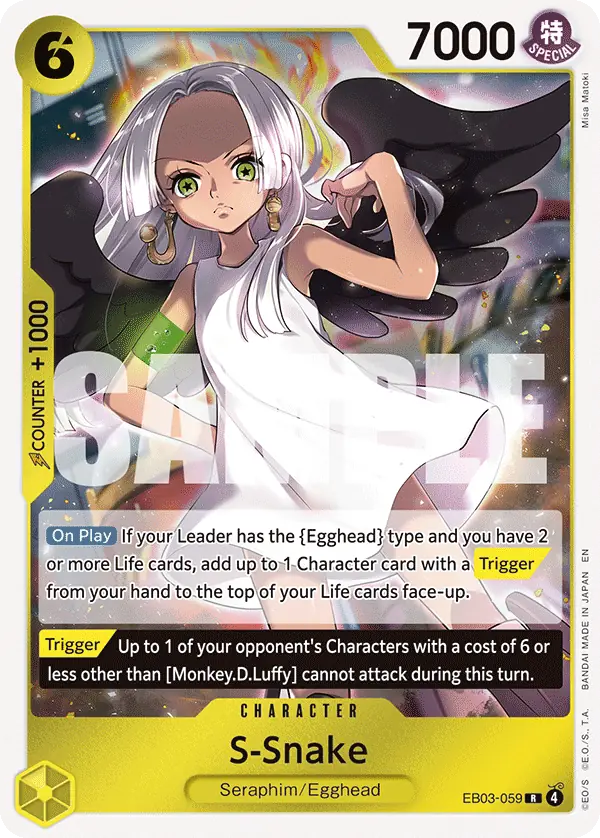 6
7000
特
SPECIAL
Misa Matoki
COUNTER +1000
SAMPLE
On Play If your Leader has the {Egghead} type and you have 2
or more Life cards, add up to 1 Character card with a Trigger
from your hand to the top of your Life cards face-up.
Trigger Up to 1 of your opponent's Characters with a cost of 6 or
less other than [Monkey.D.Luffy] cannot attack during this turn.
CHARACTER
S-Snake
Seraphim/Egghead
EB03-059 R 4
©EO/S ©E.O./S., T.A. BANDAI MADE IN JAPAN EN